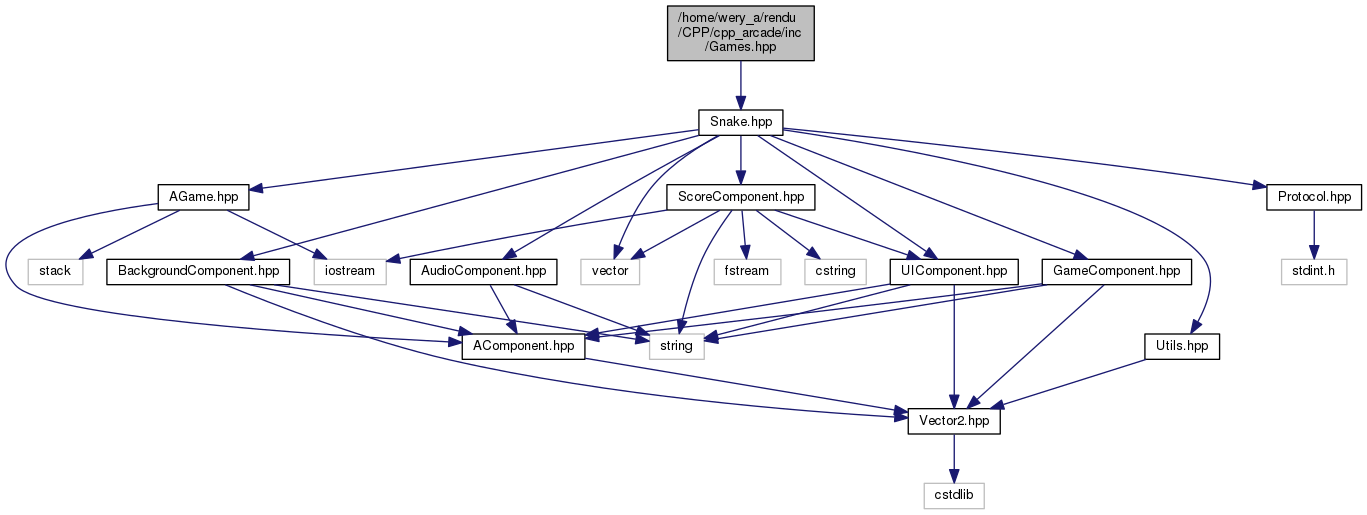 /home/wery_a/rendu
/CPP/cpp_arcade/inc
/Games.hpp
Snake.hpp
AGame.hpp
ScoreComponent.hpp
Protocol.hpp
stack
BackgroundComponent.hpp
iostream
AudioComponent.hpp
vector
fstream
cstring
UIComponent.hpp
GameComponent.hpp
stdint.h
AComponent.hpp
string
Utils.hpp
Vector2.hpp
cstdlib